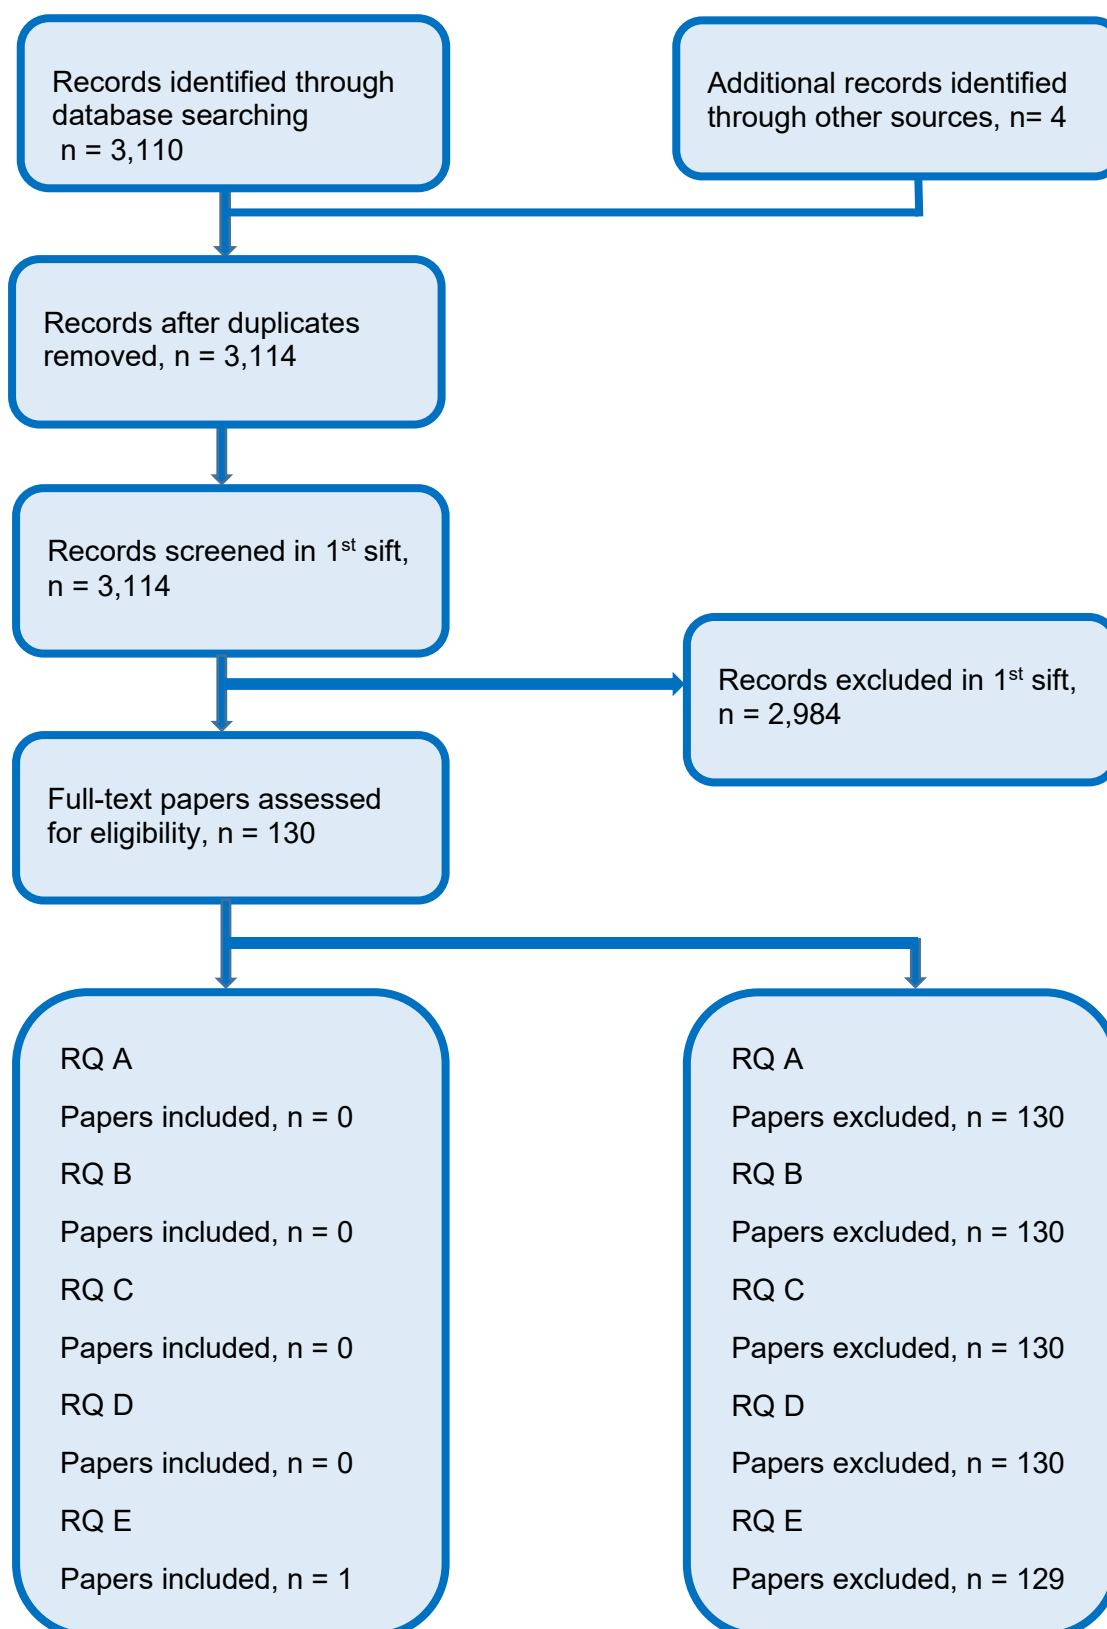 Records identified through
database searching
n = 3,110
Additional records identified
through other sources, n= 4
Records after duplicates
removed, n = 3,114
Records screened in 1st sift,
n = 3,114
Records excluded in 1st sift,
n = 2,984
Full-text papers assessed
for eligibility, n = 130
RQ A
Papers included, n = 0
RQ B
Papers included, n = 0
RQ C
Papers included, n = 0
RQ D
Papers included, n = 0
RQ E
Papers included, n = 1
RQ A
Papers excluded, n = 130
RQ B
Papers excluded, n = 130
RQ C
Papers excluded, n = 130
RQ D
Papers excluded, n = 130
RQ E
Papers excluded, n = 129